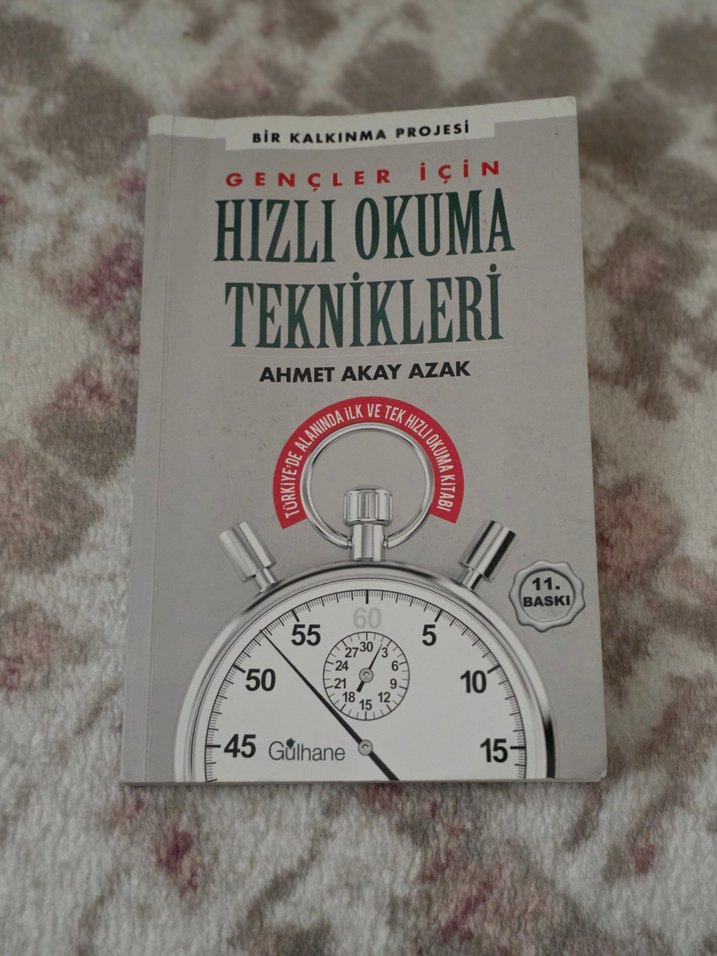 BİR KALKINMA PROJESİ
GENÇLER İÇİN
HIZLI OKUMA
TEKNİKLERİ
AHMET AKAY AZAK
TÜRKİYE'DE ALANINDA İLK VE TEK HIZLI OKUMA KİTABI
11.
BASKI
60
55
5
50
10
45
15
30
3
6
9
12
15
18
21
24
27
Gülhane